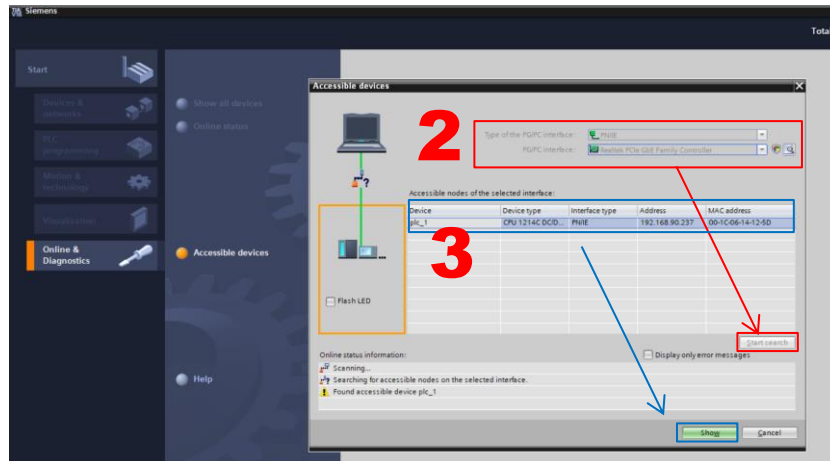 Siemens
Tota
Start
Devices &
networks
PLC
programming
Motion &
technology
Visualization
Online &
Diagnostics
Show all devices
Online status
Accessible devices
Help
Accessible devices
2
Type of the PG/PC interface: PN/IE
PG/PC interface: Realtek PCIe GbE Family Controller
?
Accessible nodes of the selected interface:
Device Device type Interface type Address MAC address
plc_1 CPU 1214C DC/D... PN/IE 192.168.90.237 00-1C-06-14-12-5D
3
Flash LED
Start search
Online status information:
Display only error messages
Scanning...
Searching for accessible nodes on the selected interface.
Found accessible device plc_1
Show
Cancel